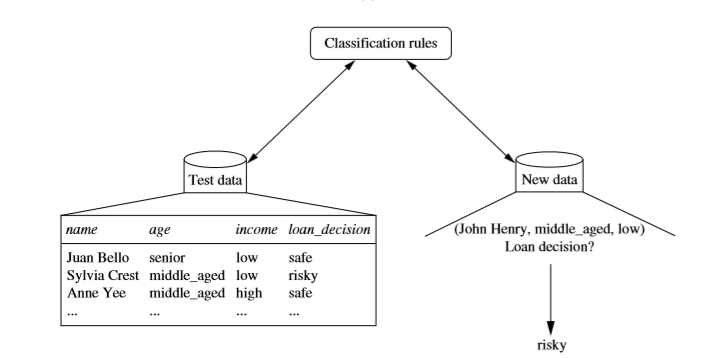 Classification rules
Test data
name age income loan_decision
Juan Bello senior low safe
Sylvia Crest middle_aged low risky
Anne Yee middle_aged high safe
... ... ... ...
New data
(John Henry, middle_aged, low)
Loan decision?
risky